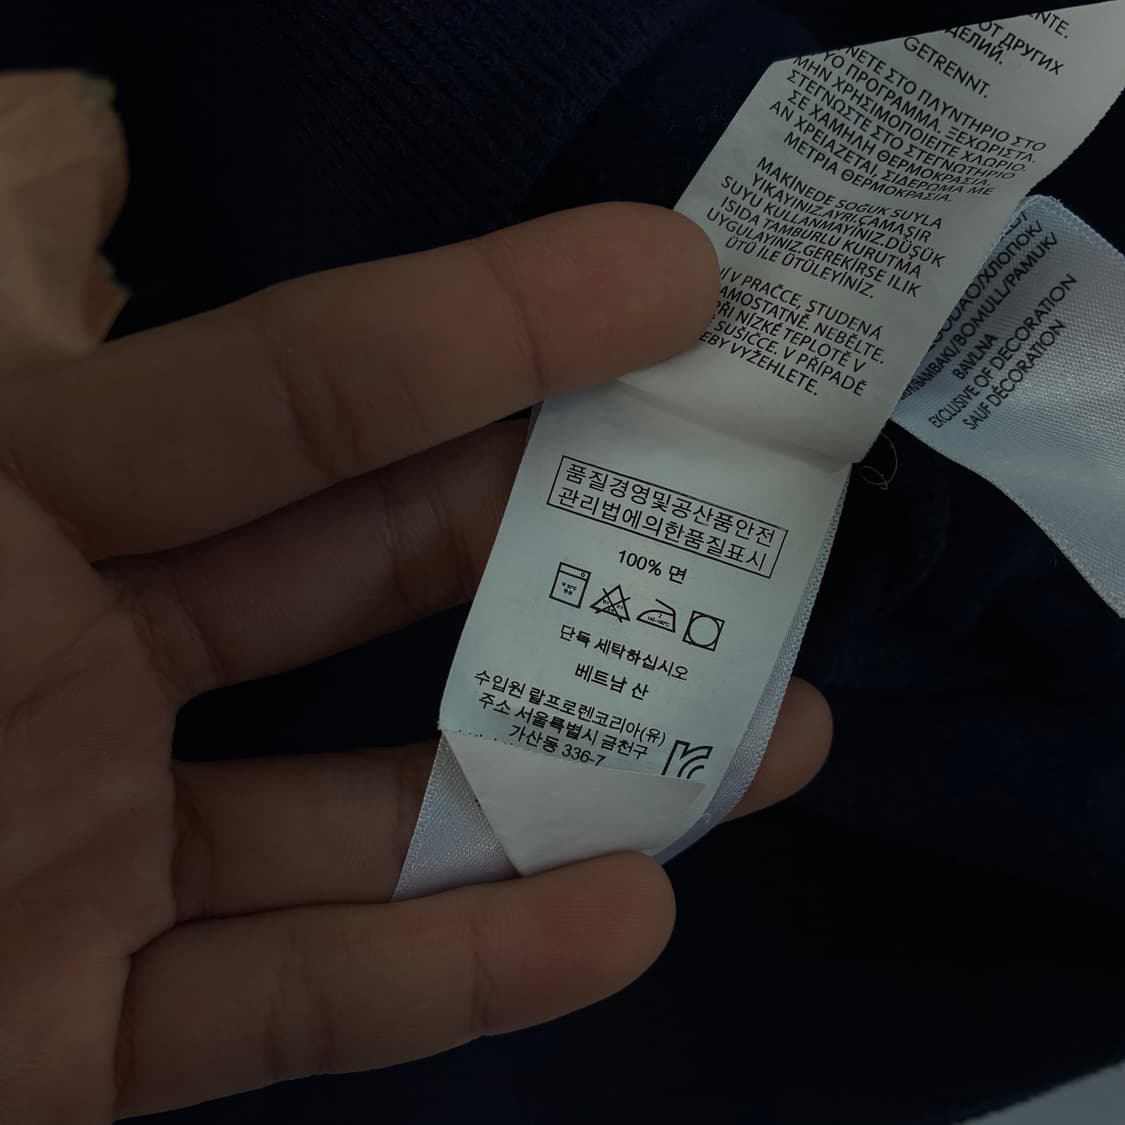 ОТ ДРУГИХ
GETRENNT.
ΣΤΟ ΠΛΥΝΤΗΡΙΟ ΣΤΟ
ΠΡΟΓΡΑΜΜΑ. ΞΕΧΩΡΙΣΤΑ.
ΜΗΝ ΧΡΗΣΙΜΟΠΟΙΕΙΤΕ ΧΛΩΡΙΟ.
ΣΤΕΓΝΩΣΤΕ ΣΤΟ ΣΤΕΓΝΩΤΗΡΙΟ
ΣΕ ΧΑΜΗΛΗ ΘΕΡΜΟΚΡΑΣΙΑ.
ΑΝ ΧΡΕΙΑΖΕΤΑΙ, ΣΙΔΕΡΩΜΑ ΜΕ
ΜΕΤΡΙΑ ΘΕΡΜΟΚΡΑΣΙΑ.
MAKİNEDE SOĞUK SUYLA
YIKAYINIZ.AYRI.ÇAMAŞIR
SUYU KULLANMAYINIZ.DÜŞÜK
ISIDA TAMBURLU KURUTMA
UYGULAYINIZ.GEREKİRSE ILIK
ÜTÜ İLE ÜTÜLEYİNİZ.
V PRAČCE, STUDENÁ
NEBĚLTE.
NÍZKÉ TEPLOTĚ V
SUŠIČCE. V PŘÍPADĚ
VYŽEHLETE.
품질경영및공산품안전
관리법에의한품질표시
100% 면
단독 세탁하십시오
베트남 산
수입원 랄프로렌코리아(유)
주소 서울특별시 금천구
가산동 336-7
BOMULL/PAMUK/
BAVLNA
EXCLUSIVE OF DECORATION
SAUF DÉCORATION